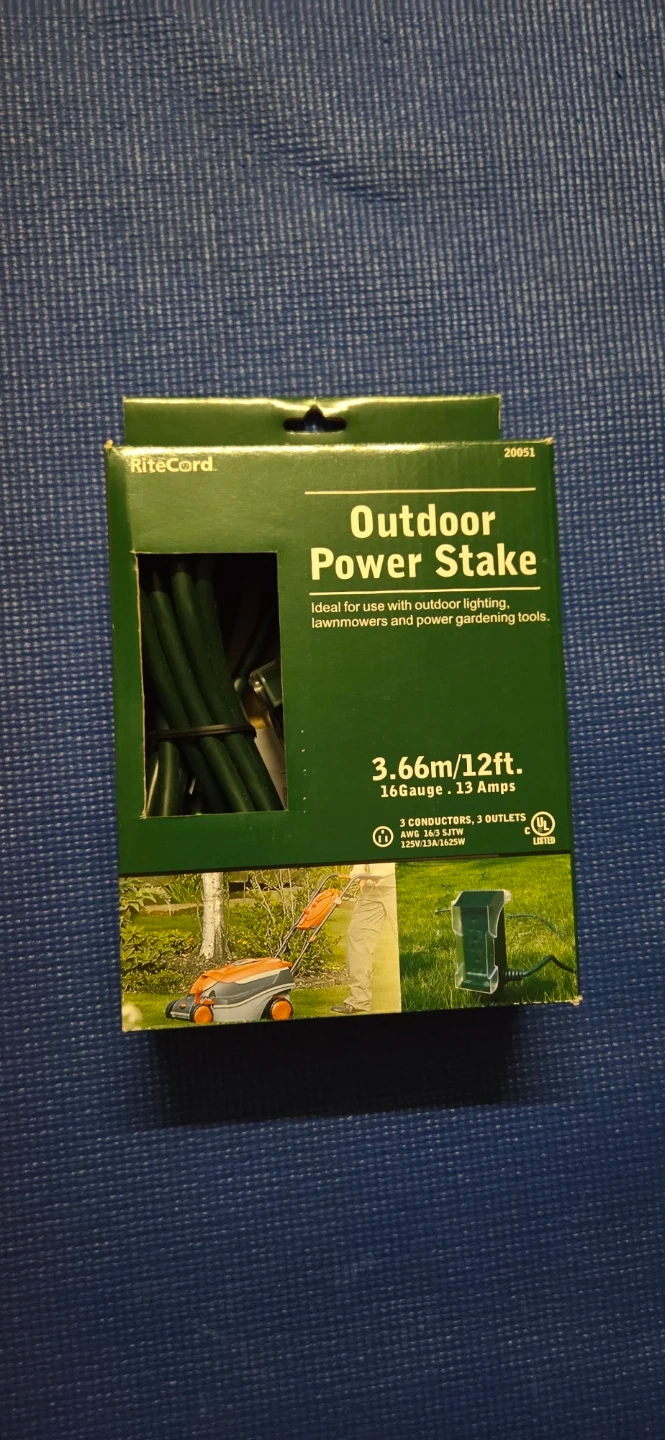 RiteCord
20051
Outdoor
Power Stake
Ideal for use with outdoor lighting,
lawnmowers and power gardening tools.
3.66m/12ft.
16Gauge . 13 Amps
3 CONDUCTORS, 3 OUTLETS
AWG 16/3 SJTW
125V/13A/1625W
C UL
LISTED